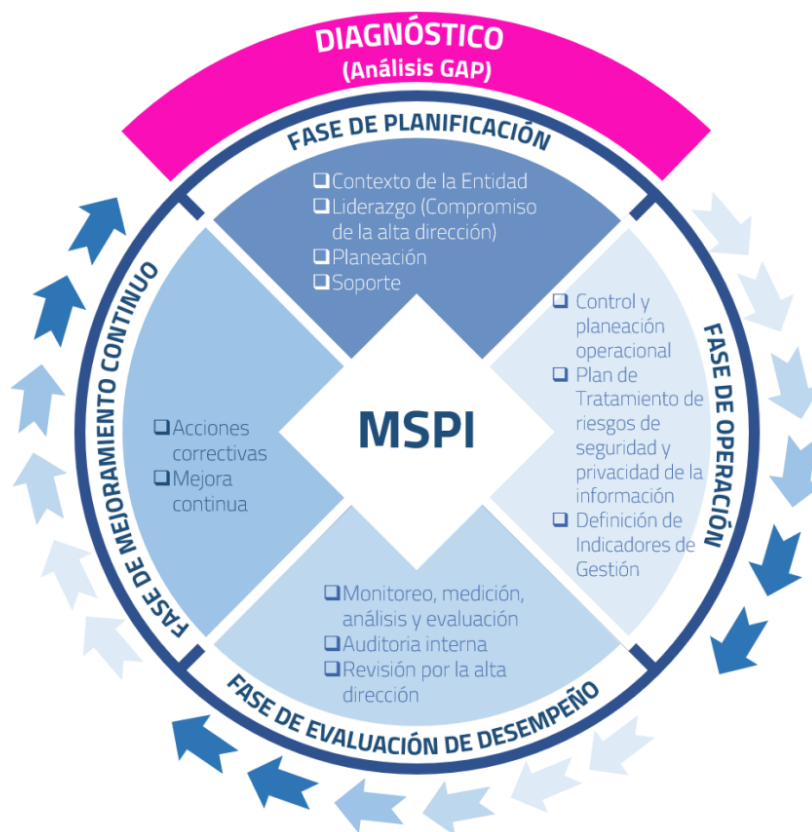 DIAGNÓSTICO
(Análisis GAP)
FASE DE PLANIFICACIÓN
❑Contexto de la Entidad
❑Liderazgo (Compromiso
de la alta dirección)
❑Planeación
❑Soporte
FASE DE OPERACIÓN
❑ Control y
planeación
operacional
❑ Plan de
Tratamiento de
riesgos de
seguridad y
privacidad de la
información
❑ Definición de
Indicadores de
Gestión
MSPI
FASE DE EVALUACIÓN DE DESEMPEÑO
❑Monitoreo, medición,
análisis y evaluación
❑Auditoria interna
❑Revisión por la alta
dirección
FASE DE MEJORAMIENTO CONTINUO
❑Acciones
correctivas
❑Mejora
continua